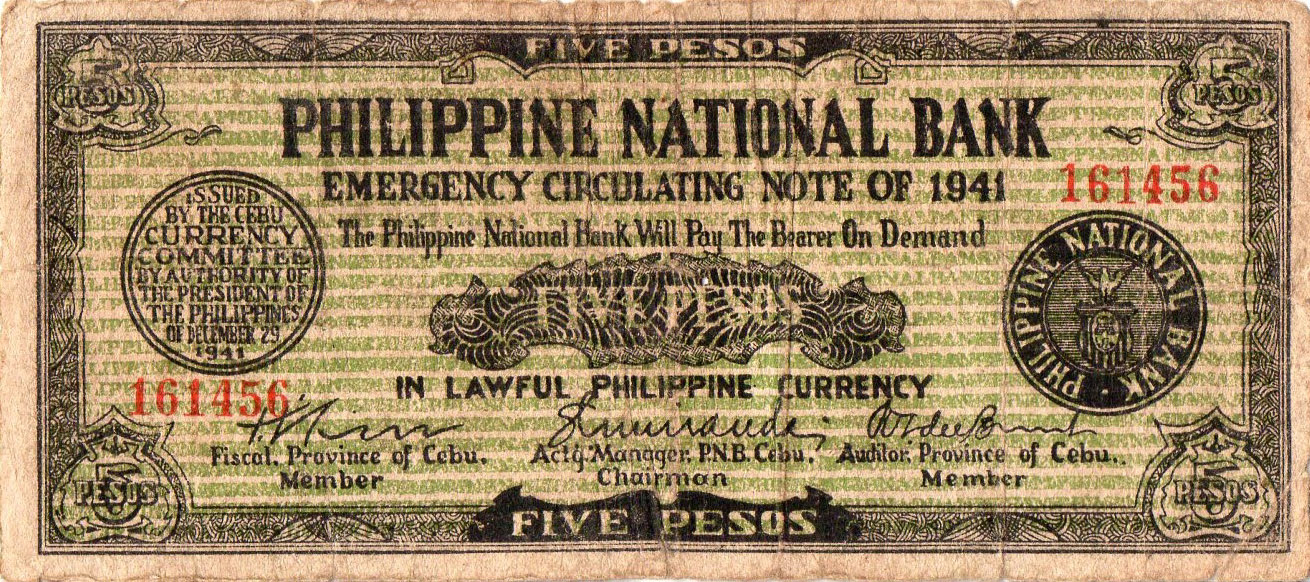 FIVE PESOS
5 PESOS
5 PESOS
PHILIPPINE NATIONAL BANK
EMERGENCY CIRCULATING NOTE OF 1941
161456
The Philippine National Bank Will Pay The Bearer On Demand
ISSUED
BY THE CEBU
CURRENCY
COMMITTEE
BY AUTHORITY OF
THE PRESIDENT OF
THE PHILIPPINES
OF DECEMBER 29
1941
FIVE PESOS
PHILIPPINE NATIONAL BANK
IN LAWFUL PHILIPPINE CURRENCY
161456
Fiscal, Province of Cebu.
Member
Actg. Manager, P.N.B. Cebu.
Chairman
Auditor, Province of Cebu.
Member
5 PESOS
5 PESOS
FIVE PESOS